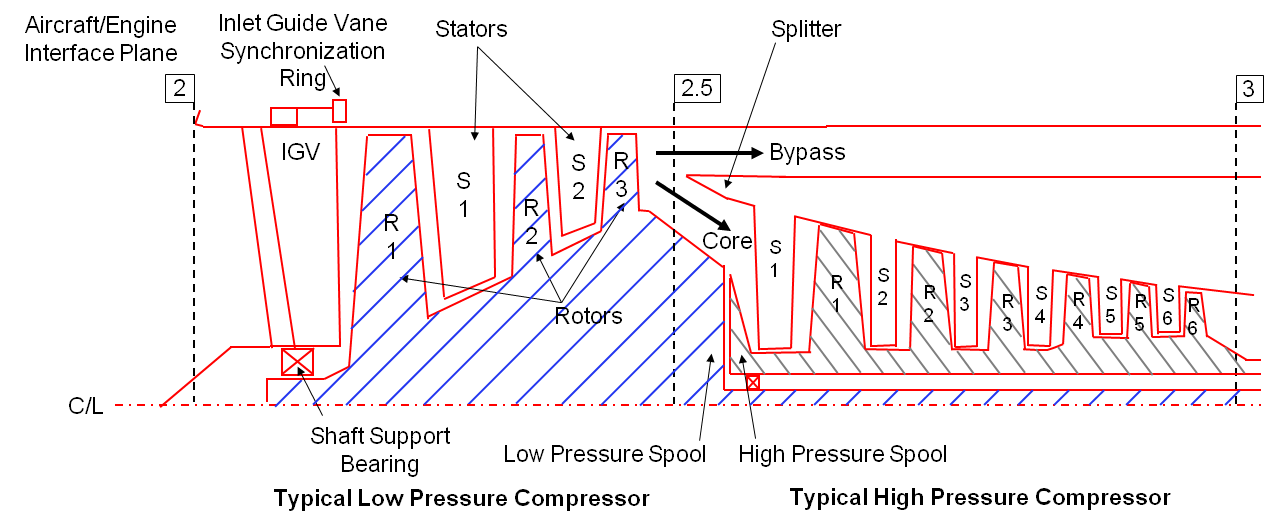 Aircraft/Engine
Interface Plane
Inlet Guide Vane
Synchronization
Ring
Stators
Splitter
2
2.5
3
IGV
Bypass
Core
S
1
S
2
R
3
R
1
R
2
Rotors
S
1
R
1
S
2
R
2
S
3
R
3
S
4
R
4
S
5
R
5
S
6
R
6
C/L
Shaft Support
Bearing
Low Pressure Spool
High Pressure Spool
Typical Low Pressure Compressor
Typical High Pressure Compressor